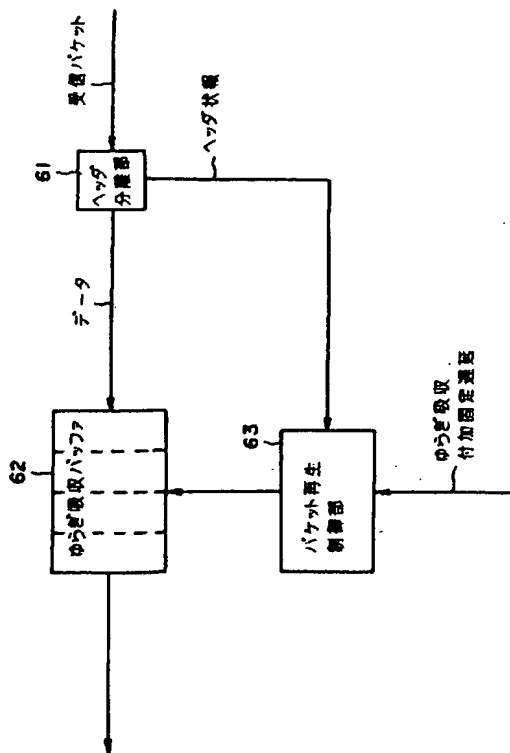 受信パケット
61
ヘッダ
分離部
ヘッダ状報
データ
62
ゆらぎ吸収バッファ
63
パケット再生
制御部
ゆらぎ吸収
付加固定遅延